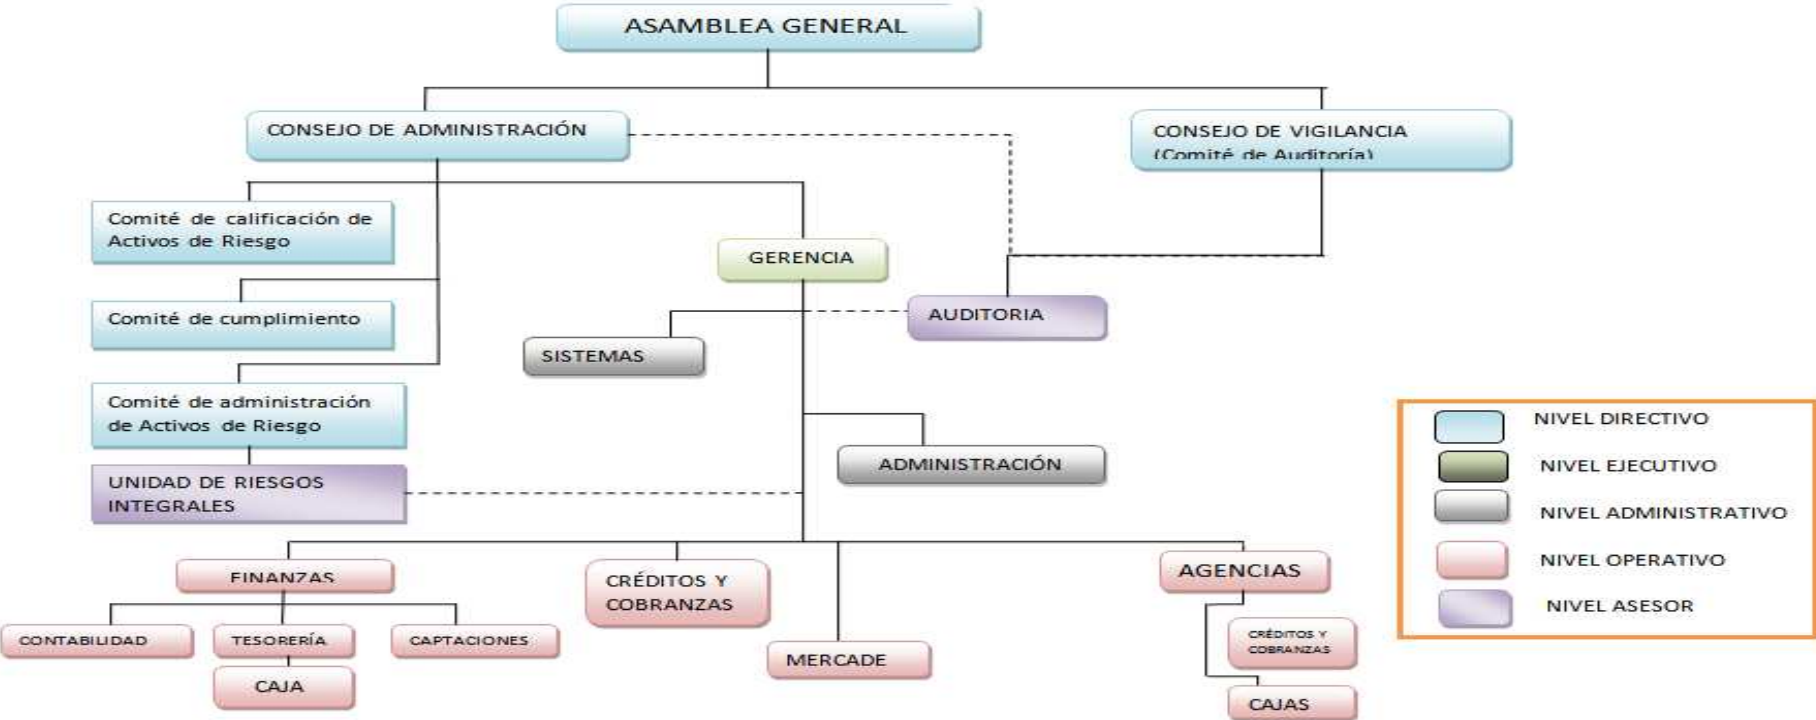 ASAMBLEA GENERAL
CONSEJO DE ADMINISTRACIÓN
CONSEJO DE VIGILANCIA
(Comité de Auditoría)
Comité de calificación de
Activos de Riesgo
GERENCIA
Comité de cumplimiento
AUDITORIA
SISTEMAS
Comité de administración
de Activos de Riesgo
ADMINISTRACIÓN
UNIDAD DE RIESGOS
INTEGRALES
FINANZAS
CRÉDITOS Y
COBRANZAS
AGENCIAS
CONTABILIDAD
TESORERÍA
CAPTACIONES
CAJA
MERCADE
CRÉDITOS Y
COBRANZAS
CAJAS
NIVEL DIRECTIVO
NIVEL EJECUTIVO
NIVEL ADMINISTRATIVO
NIVEL OPERATIVO
NIVEL ASESOR